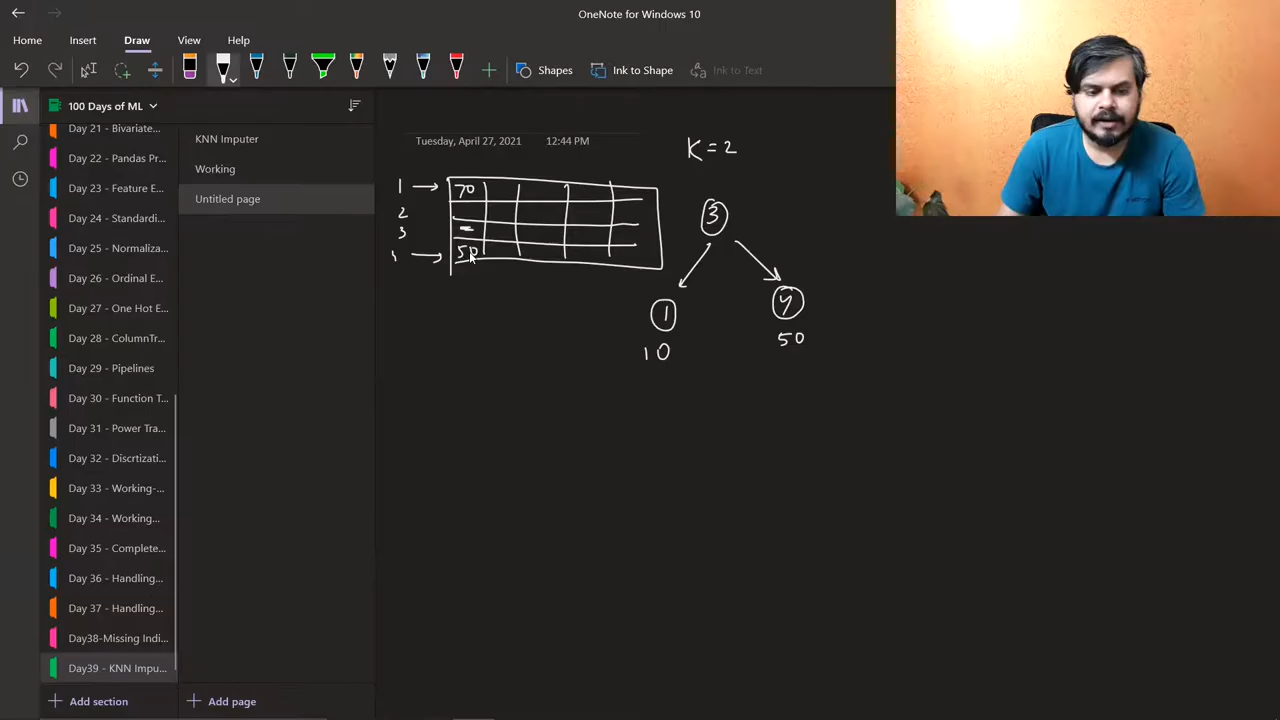 OneNote for Windows 10
Home Insert Draw View Help
Shapes Ink to Shape Ink to Text
100 Days of ML
Day 21 - Bivariate...
Day 22 - Pandas Pr...
Day 23 - Feature E...
Day 24 - Standardi...
Day 25 - Normaliza...
Day 26 - Ordinal E...
Day 27 - One Hot E...
Day 28 - ColumnTr...
Day 29 - Pipelines
Day 30 - Function T...
Day 31 - Power Tra...
Day 32 - Discrtizati...
Day 33 - Working-...
Day 34 - Working...
Day 35 - Complete...
Day 36 - Handling...
Day 37 - Handling...
Day38-Missing Indi...
Day39 - KNN Impu...
Add section
KNN Imputer
Working
Untitled page
Add page
Tuesday, April 27, 2021 12:44 PM
K = 2
1 70
2
3 -
50
3
1 4
10 50